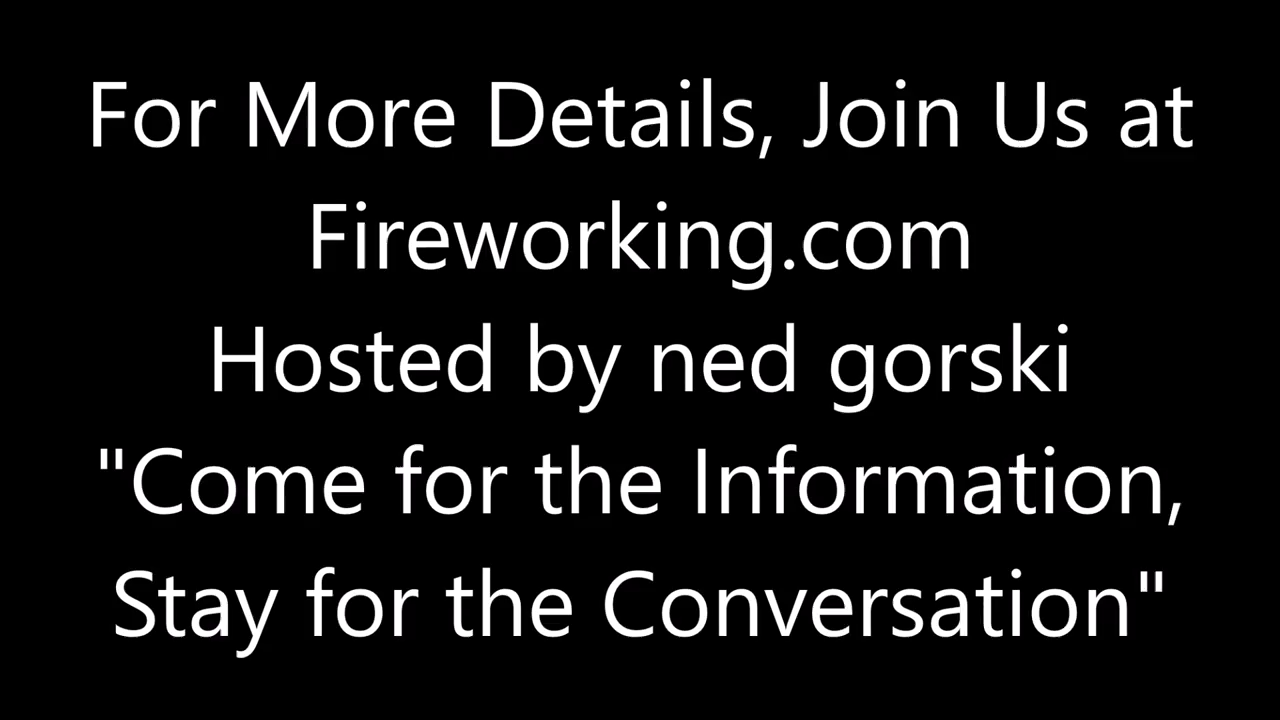 For More Details, Join Us at
Fireworking.com
Hosted by ned gorski
"Come for the Information,
Stay for the Conversation"